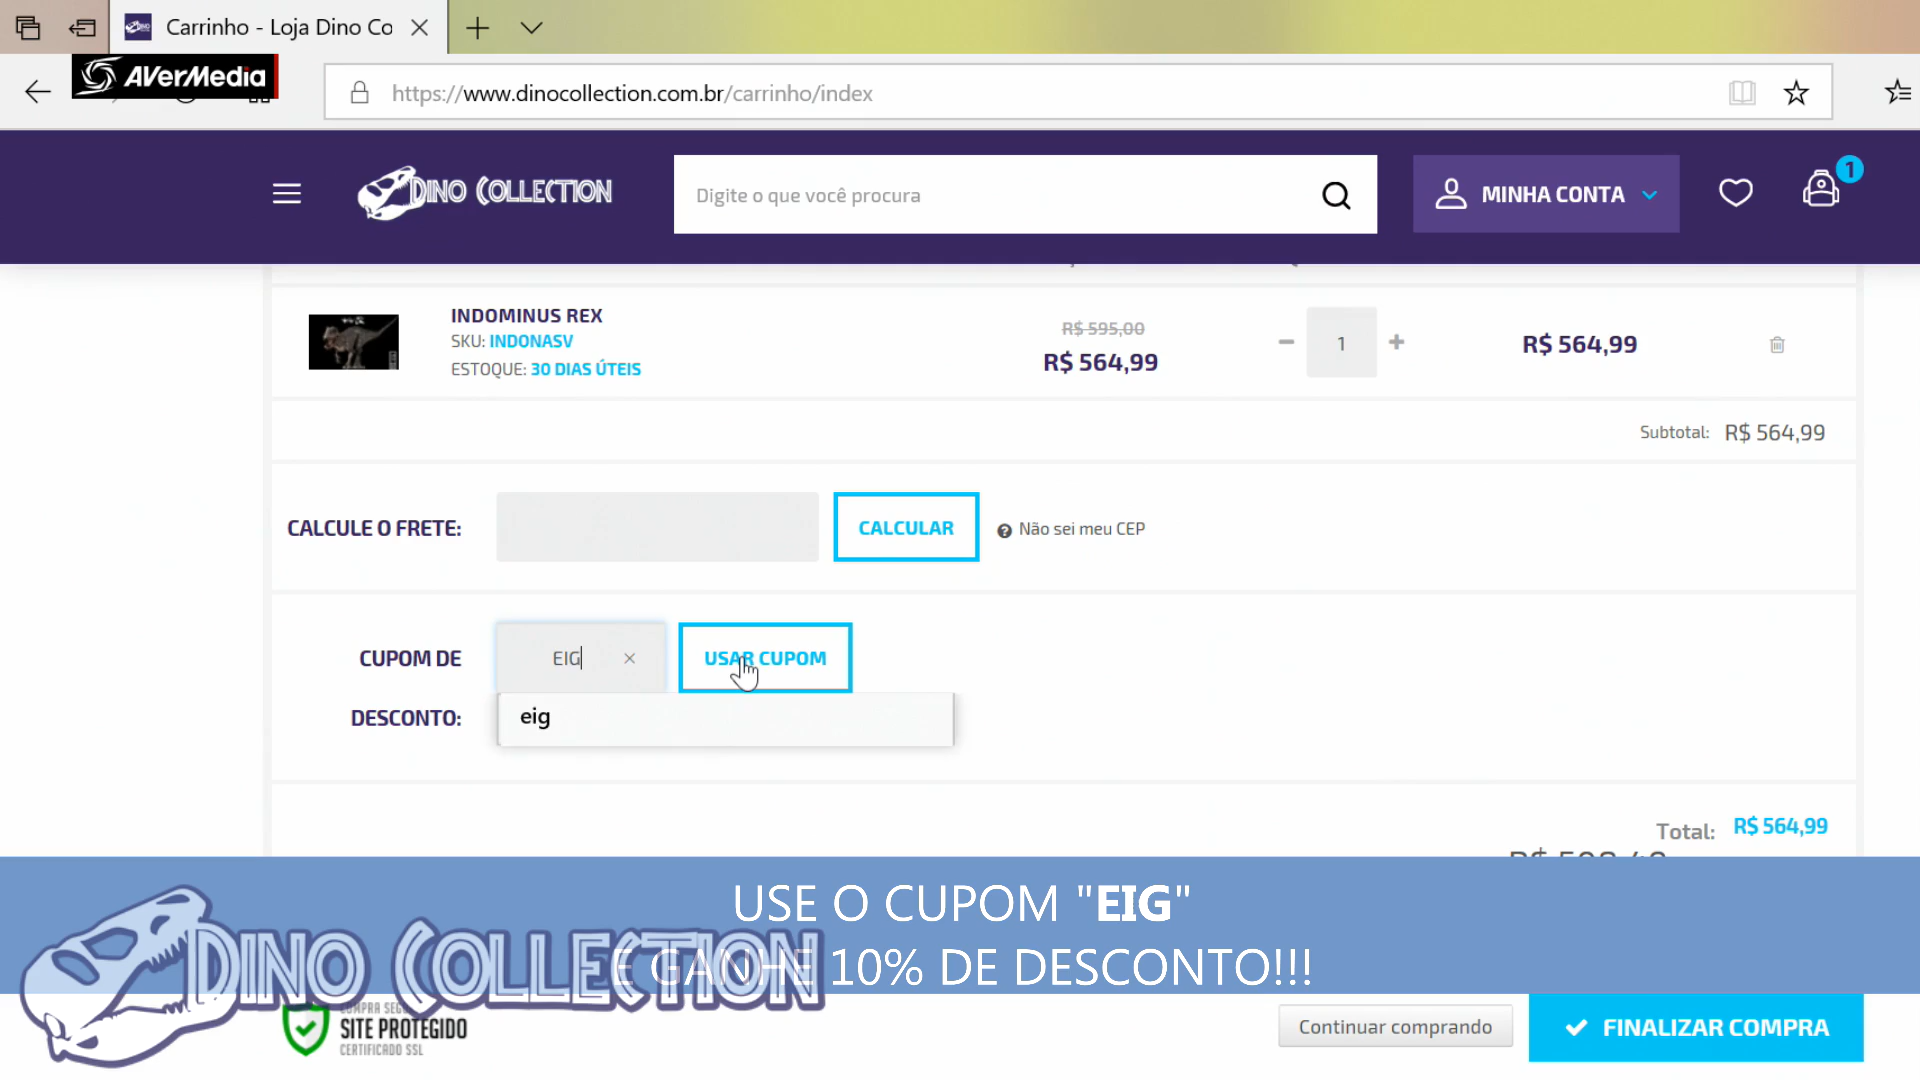 Carrinho - Loja Dino Co
AVerMedia
https://www.dinocollection.com.br/carrinho/index
DINO COLLECTION
Digite o que você procura
MINHA CONTA
1
INDOMINUS REX
SKU: INDONASV
ESTOQUE: 30 DIAS ÚTEIS
R$ 595,00
R$ 564,99
1
R$ 564,99
Subtotal: R$ 564,99
CALCULE O FRETE:
CALCULAR
Não sei meu CEP
CUPOM DE
DESCONTO:
EIG
USAR CUPOM
eig
Total: R$ 564,99
USE O CUPOM "EIG"
E GANHE 10% DE DESCONTO!!!
DINO COLLECTION
SITE PROTEGIDO
CERTIFICADO SSL
Continuar comprando
FINALIZAR COMPRA